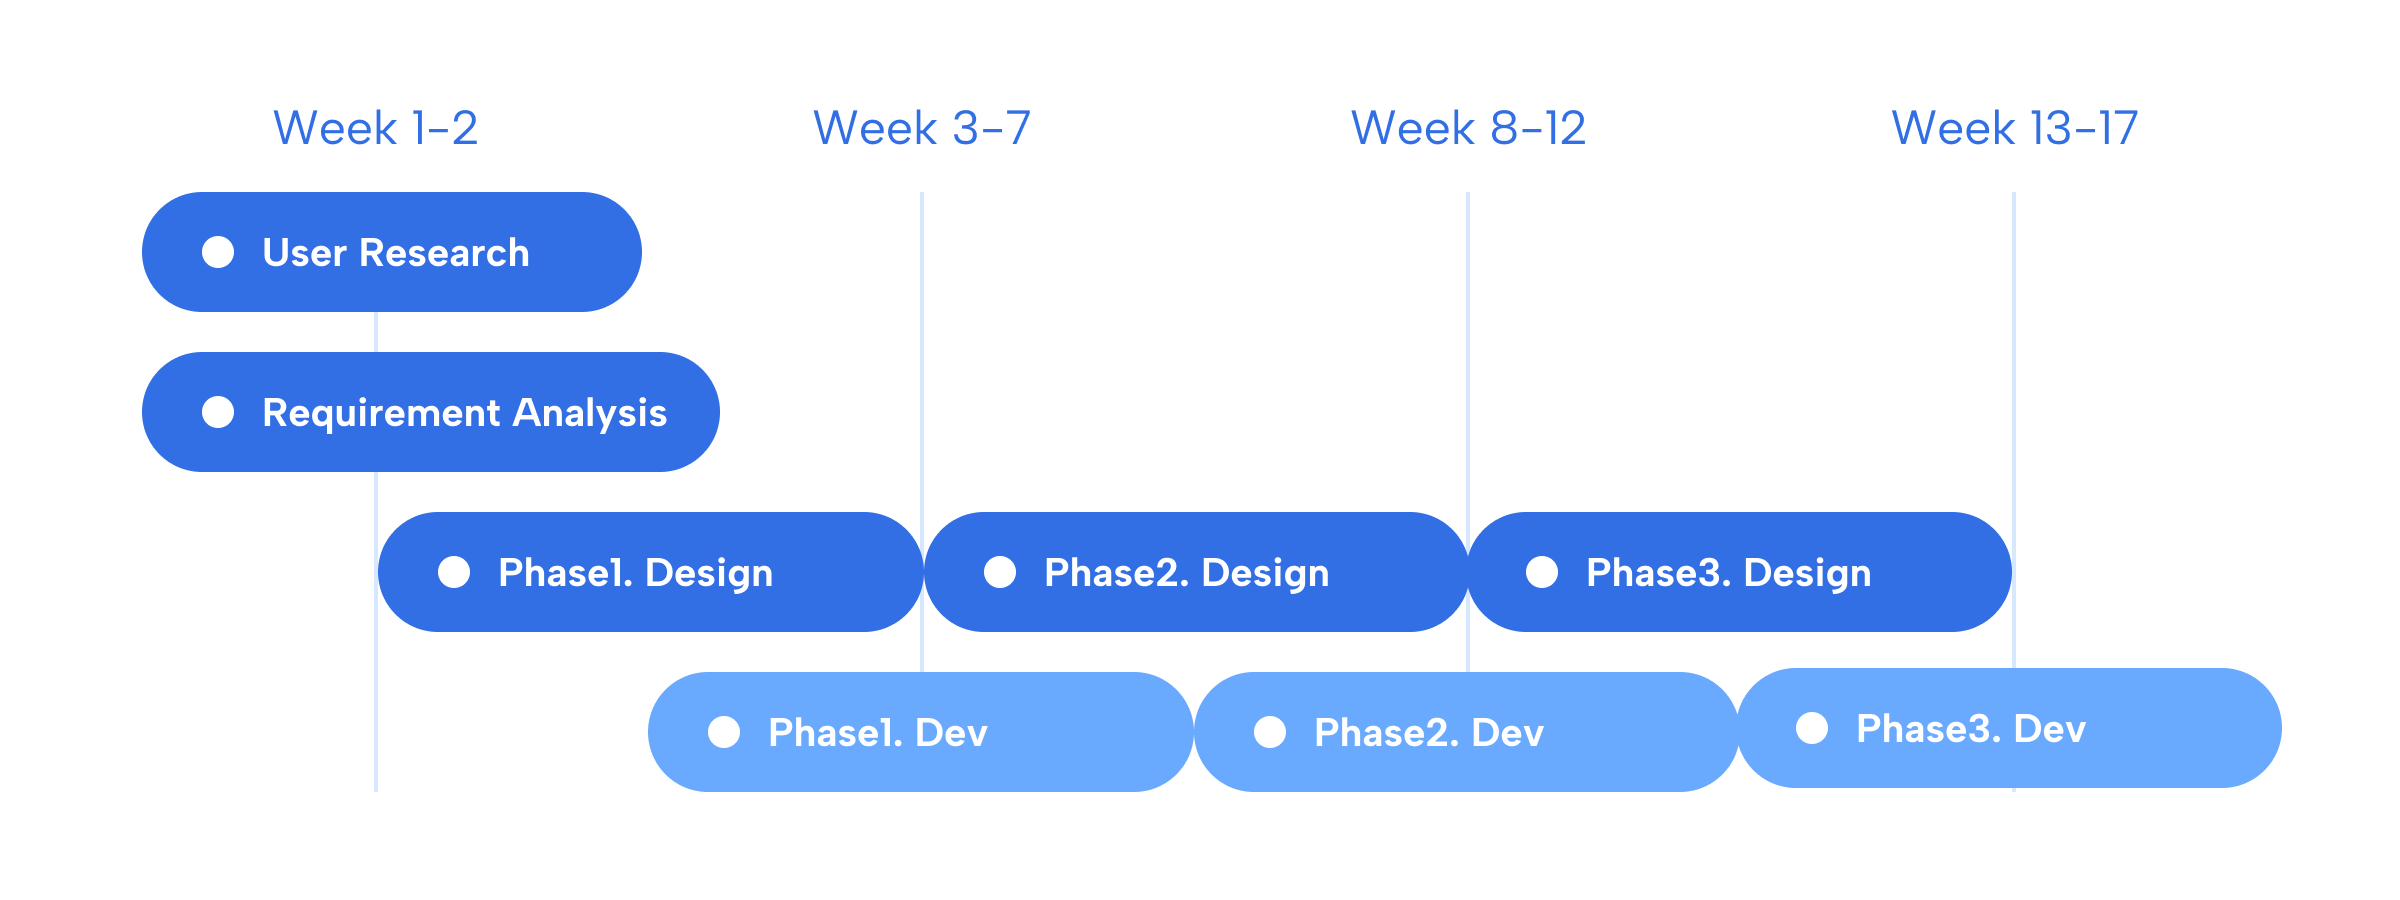 Week 1–2
Week 3–7
Week 8–12
Week 13–17
User Research
Requirement Analysis
Phase1. Design
Phase2. Design
Phase3. Design
Phase1. Dev
Phase2. Dev
Phase3. Dev